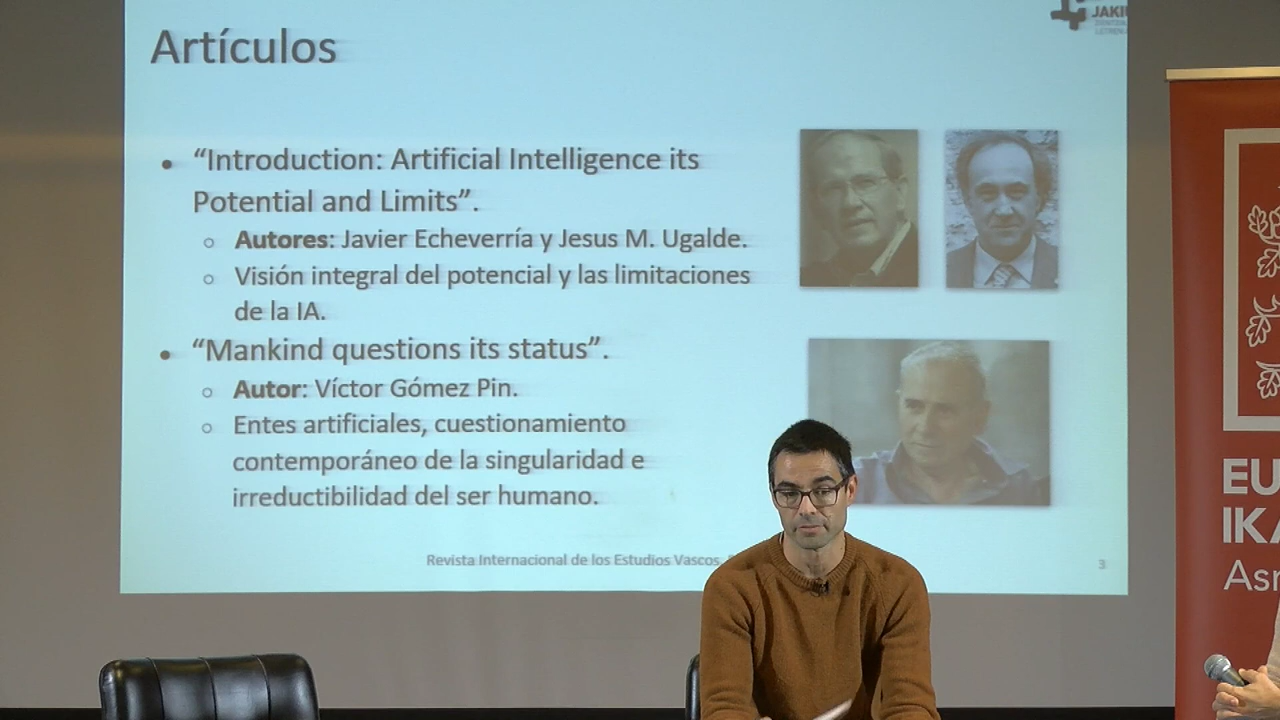 Artículos
JAKI
• “Introduction: Artificial Intelligence its
Potential and Limits”.
○ Autores: Javier Echeverría y Jesus M. Ugalde.
○ Visión integral del potencial y las limitaciones
de la IA.
• “Mankind questions its status”.
○ Autor: Víctor Gómez Pin.
○ Entes artificiales, cuestionamiento
contemporáneo de la singularidad e
irreductibilidad del ser humano.
Revista Internacional de los Estudios Vascos.
3
EU
IKA
Asm